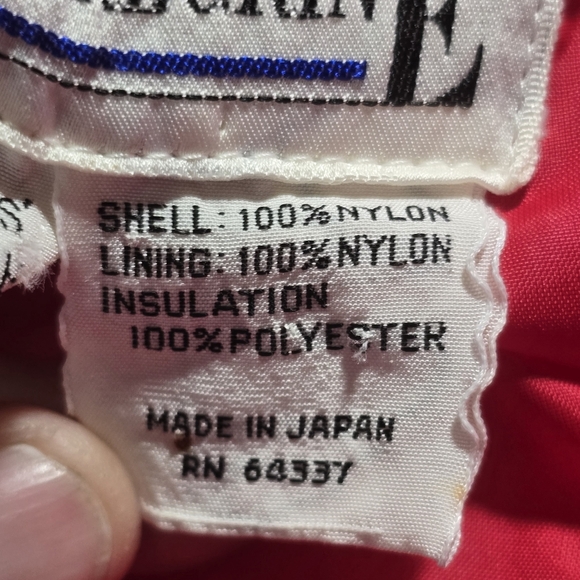 E
S'
SHELL: 100% NYLON
LINING: 100% NYLON
INSULATION
100% POLYESTER
MADE IN JAPAN
RN 64337